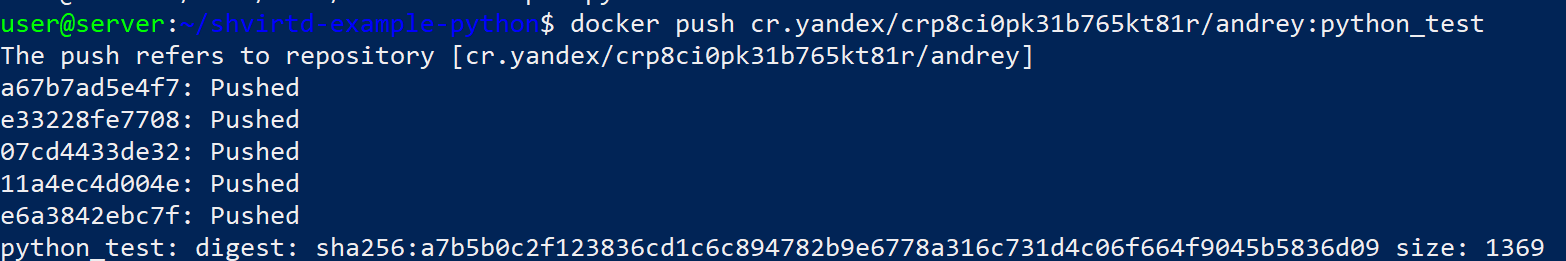 user@server:~/shvirtd-example-python$ docker push cr.yandex/crp8ci0pk31b765kt81r/andrey:python_test
The push refers to repository [cr.yandex/crp8ci0pk31b765kt81r/andrey]
a67b7ad5e4f7: Pushed
e33228fe7708: Pushed
07cd4433de32: Pushed
11a4ec4d004e: Pushed
e6a3842ebc7f: Pushed
python_test: digest: sha256:a7b5b0c2f123836cd1c6c894782b9e6778a316c731d4c06f664f9045b5836d09 size: 1369